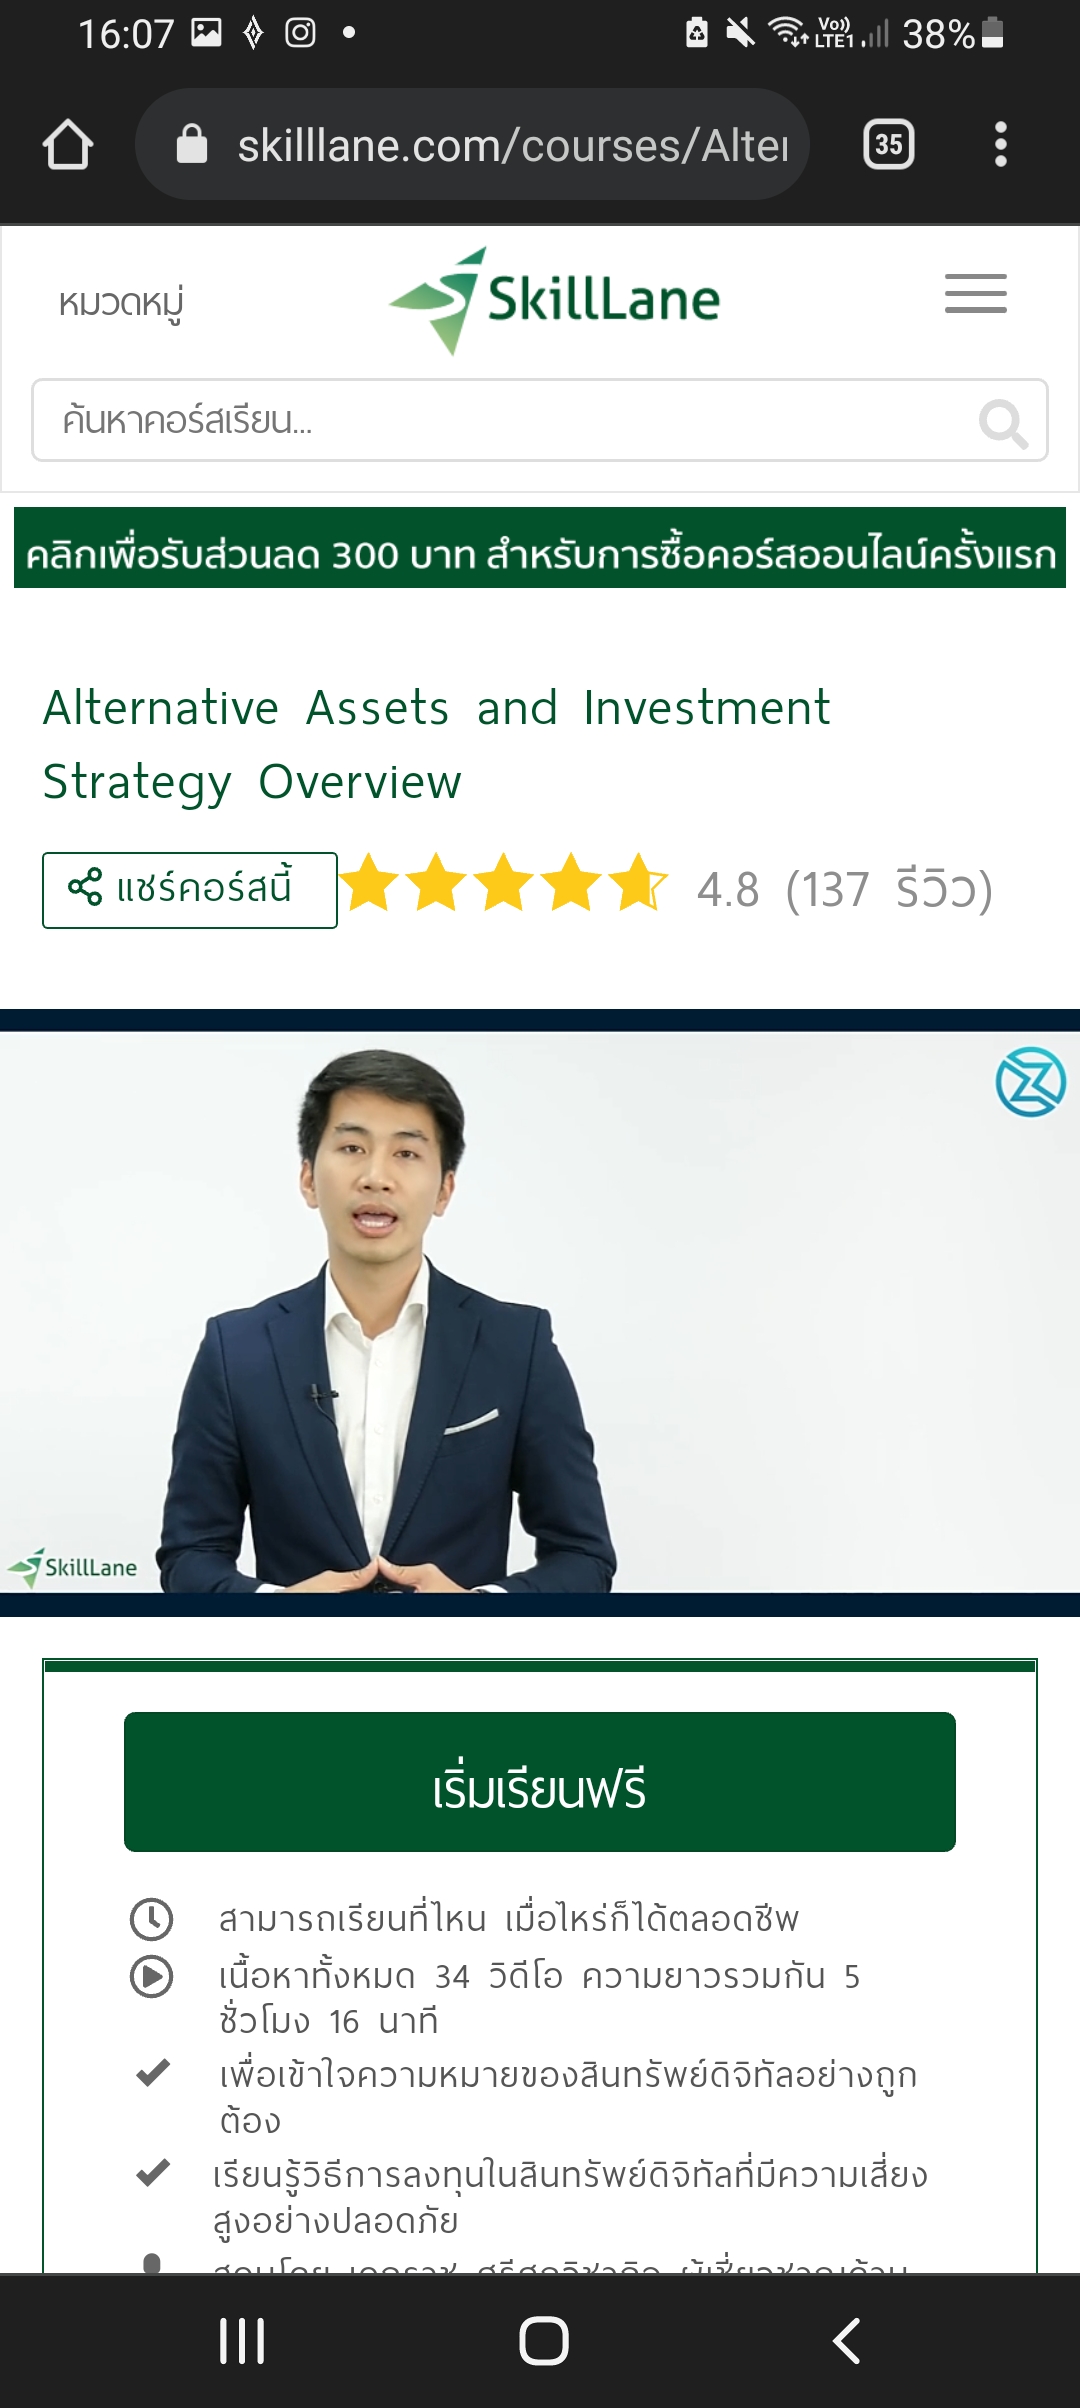 16:07
Vo))
LTE1
38%
skilllane.com/courses/Alter
35
หมวดหมู่
SkillLane
ค้นหาคอร์สเรียน...
คลิกเพื่อรับส่วนลด 300 บาท สำหรับการซื้อคอร์สออนไลน์ครั้งแรก
Alternative Assets and Investment
Strategy Overview
แชร์คอร์สนี้
4.8 (137 รีวิว)
SkillLane
เริ่มเรียนฟรี
สามารถเรียนที่ไหน เมื่อไหร่ก็ได้ตลอดชีพ
เนื้อหาทั้งหมด 34 วิดีโอ ความยาวรวมกัน 5
ชั่วโมง 16 นาที
เพื่อเข้าใจความหมายของสินทรัพย์ดิจิทัลอย่างถูก
ต้อง
เรียนรู้วิธีการลงทุนในสินทรัพย์ดิจิทัลที่มีความเสี่ยง
สูงอย่างปลอดภัย